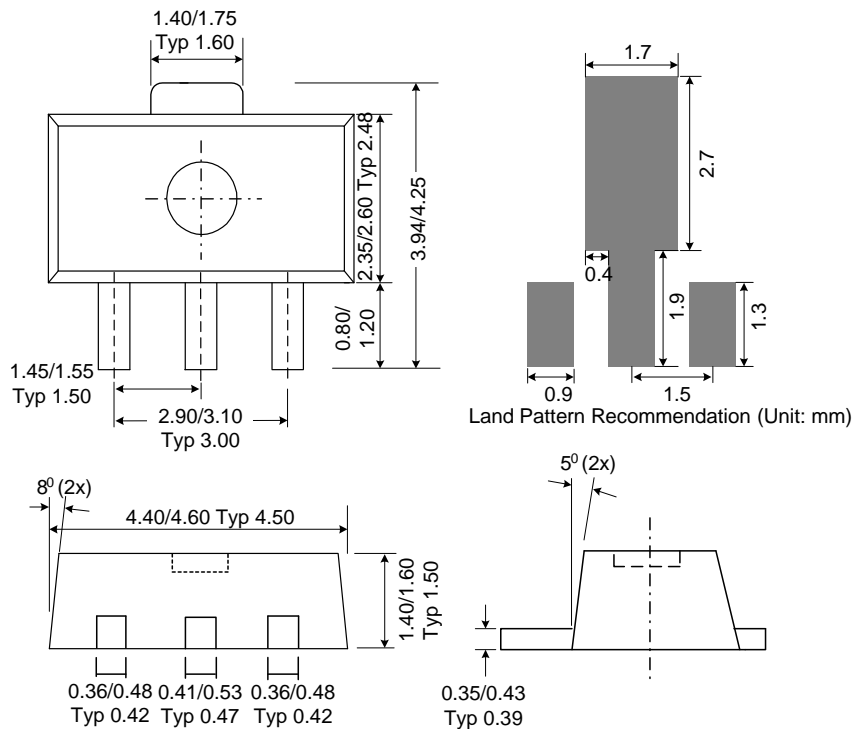 1.40/1.75
Typ 1.60
2.35/2.60 Typ 2.48
3.94/4.25
0.80/
1.20
1.45/1.55
Typ 1.50
2.90/3.10
Typ 3.00
1.7
2.7
0.4
1.9
1.3
0.9
1.5
Land Pattern Recommendation (Unit: mm)
8⁰ (2x)
4.40/4.60 Typ 4.50
1.40/1.60
Typ 1.50
0.36/0.48
Typ 0.42
0.41/0.53
Typ 0.47
0.36/0.48
Typ 0.42
5⁰ (2x)
0.35/0.43
Typ 0.39